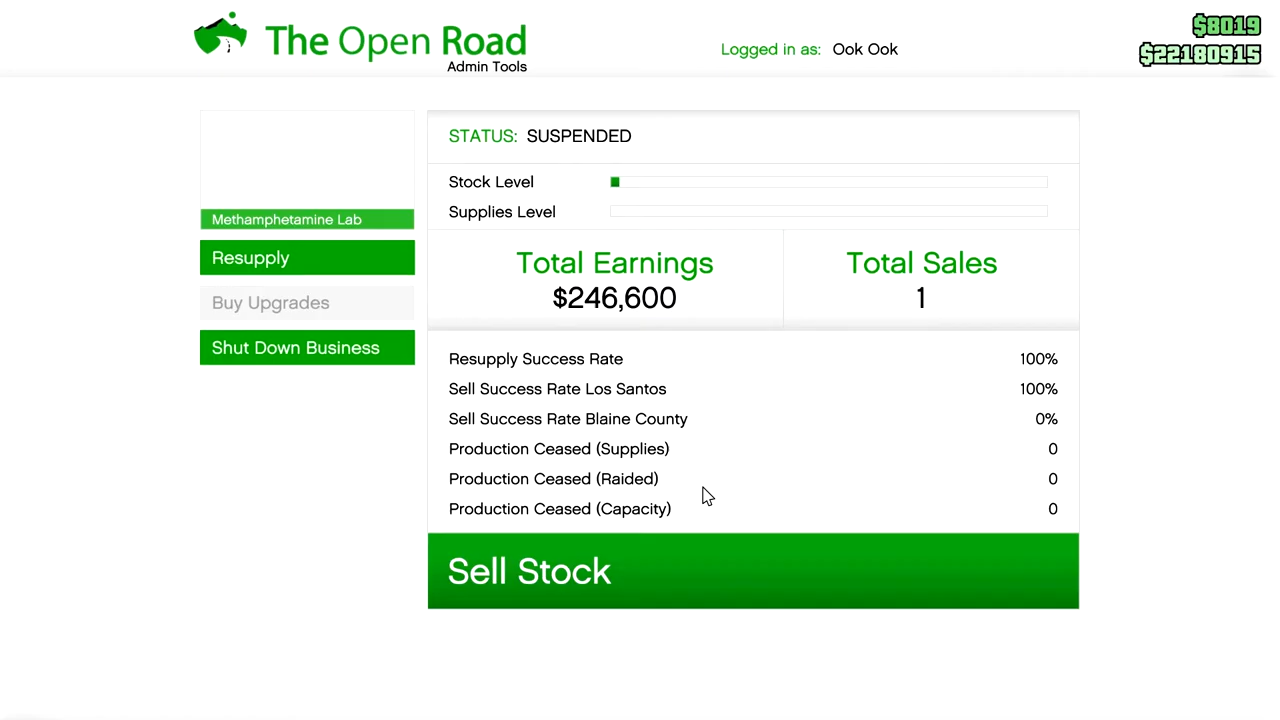 The Open Road
Admin Tools
Logged in as: Ook Ook
$8019
$22180915
Methamphetamine Lab
Resupply
Buy Upgrades
Shut Down Business
STATUS: SUSPENDED
Stock Level
Supplies Level
Total Earnings
$246,600
Total Sales
1
Resupply Success Rate 100%
Sell Success Rate Los Santos 100%
Sell Success Rate Blaine County 0%
Production Ceased (Supplies) 0
Production Ceased (Raided) 0
Production Ceased (Capacity) 0
Sell Stock